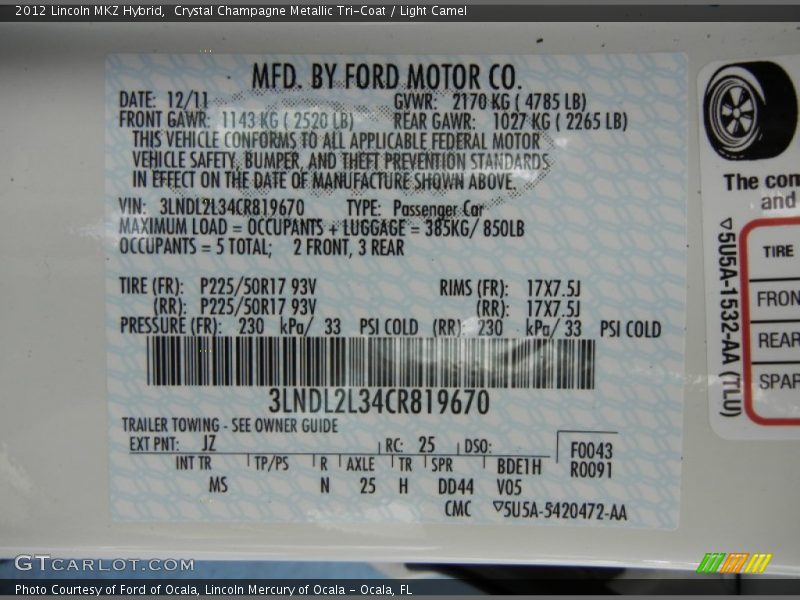 2012 Lincoln MKZ Hybrid,  Crystal Champagne Metallic Tri-Coat / Light Camel
MFD. BY FORD MOTOR CO.
DATE: 12/11 GVWR: 2170 KG ( 4785 LB)
FRONT GAWR: 1143 KG ( 2520 LB) REAR GAWR: 1027 KG ( 2265 LB)
THIS VEHICLE CONFORMS TO ALL APPLICABLE FEDERAL MOTOR
VEHICLE SAFETY, BUMPER, AND THEFT PREVENTION STANDARDS
IN EFFECT ON THE DATE OF MANUFACTURE SHOWN ABOVE.
VIN: 3LNDL2L34CR819670 TYPE: Passenger Car
MAXIMUM LOAD = OCCUPANTS + LUGGAGE = 385KG/ 850LB
OCCUPANTS = 5 TOTAL; 2 FRONT, 3 REAR
TIRE (FR): P225/50R17 93V RIMS (FR): 17X7.5J
(RR): P225/50R17 93V (RR): 17X7.5J
PRESSURE (FR): 230 kPa/ 33 PSI COLD (RR): 230 kPa/ 33 PSI COLD
3LNDL2L34CR819670
TRAILER TOWING - SEE OWNER GUIDE
EXT PNT: JZ RC: 25 DSO: F0043
INT TR TP/PS R AXLE TR SPR BDE1H R0091
MS N 25 H DD44 V05
CMC ▽5U5A-5420472-AA
The con
and
▽5U5A-1532-AA (TLU)
TIRE
FRON
REAR
SPAR
GTCARLOT.COM
Photo Courtesy of Ford of Ocala, Lincoln Mercury of Ocala - Ocala, FL